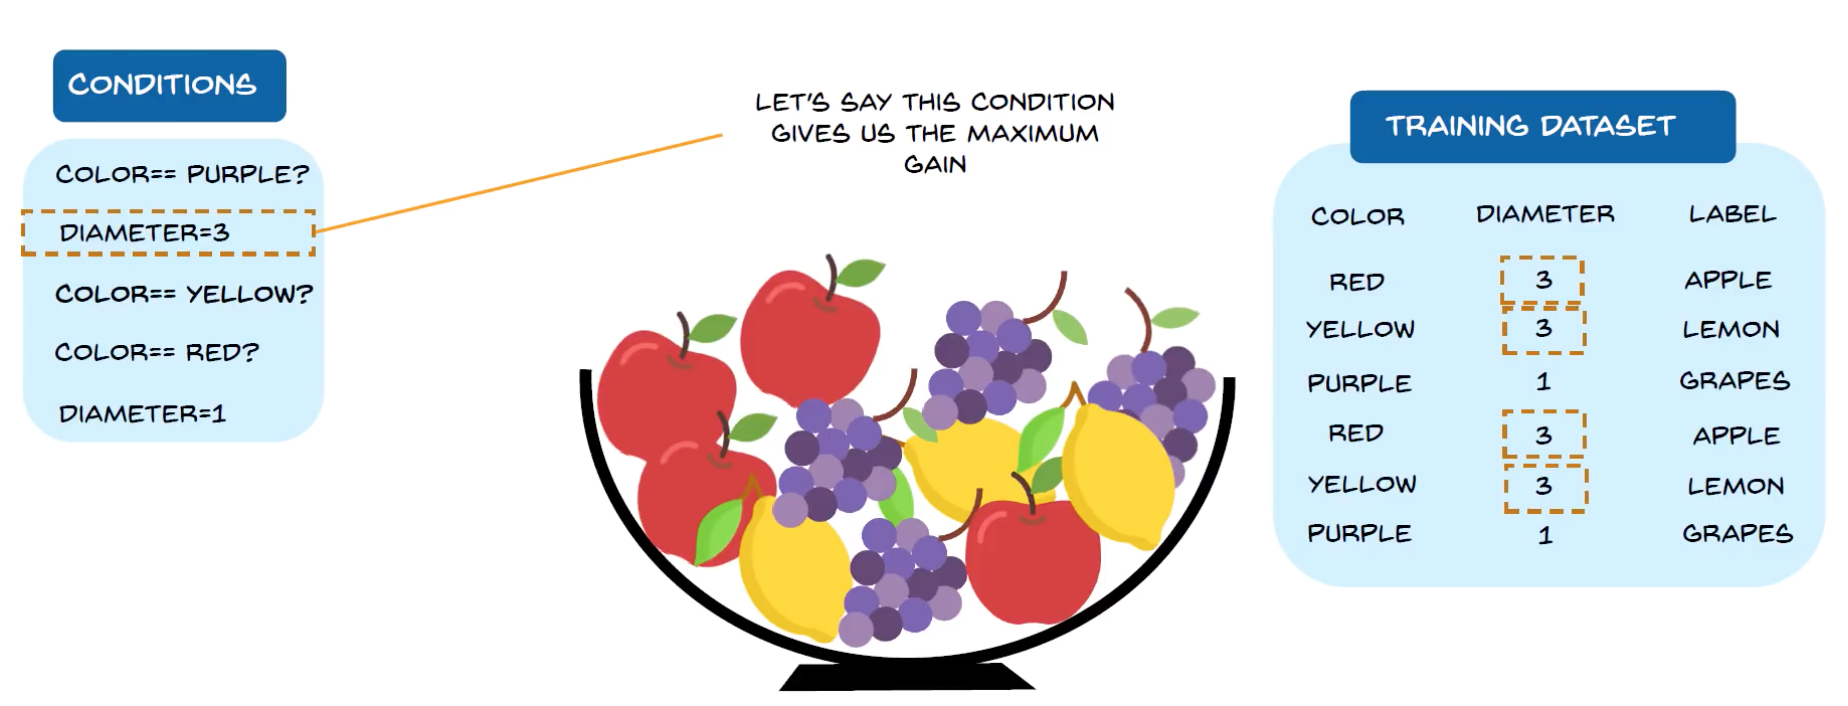 CONDITIONS
COLOR== PURPLE?
DIAMETER=3
COLOR== YELLOW?
COLOR== RED?
DIAMETER=1
LET'S SAY THIS CONDITION
GIVES US THE MAXIMUM
GAIN
TRAINING DATASET
COLOR DIAMETER LABEL
RED 3 APPLE
YELLOW 3 LEMON
PURPLE 1 GRAPES
RED 3 APPLE
YELLOW 3 LEMON
PURPLE 1 GRAPES